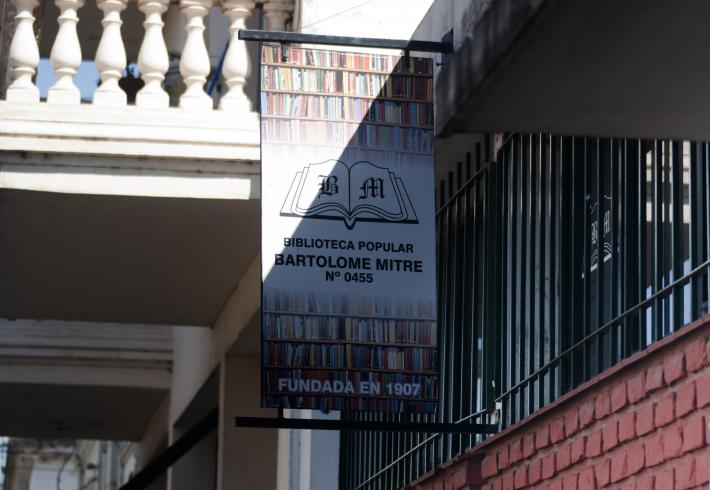 B M
BIBLIOTECA POPULAR
BARTOLOME MITRE
Nº 0455
FUNDADA EN 1907